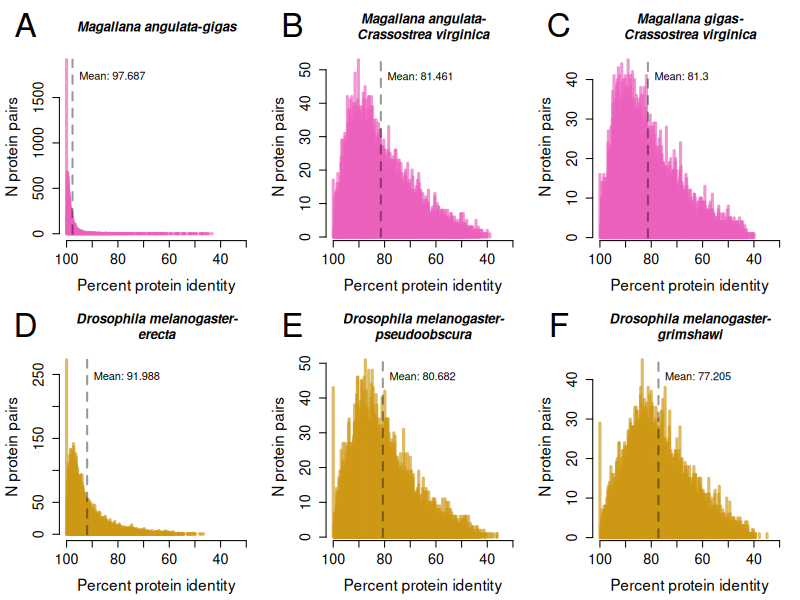 A
Magallana angulata-gigas
Mean: 97.687
N protein pairs
0
500
1000
1500
100
80
60
40
Percent protein identity
B
Magallana angulata-
Crassostrea virginica
Mean: 81.461
N protein pairs
0
10
20
30
40
50
100
80
60
40
Percent protein identity
C
Magallana gigas-
Crassostrea virginica
Mean: 81.3
N protein pairs
0
10
20
30
40
100
80
60
40
Percent protein identity
D
Drosophila melanogaster-
erecta
Mean: 91.988
N protein pairs
0
50
150
250
100
80
60
40
Percent protein identity
E
Drosophila melanogaster-
pseudoobscura
Mean: 80.682
N protein pairs
0
10
20
30
40
50
100
80
60
40
Percent protein identity
F
Drosophila melanogaster-
grimshawi
Mean: 77.205
N protein pairs
0
10
20
30
40
100
80
60
40
Percent protein identity